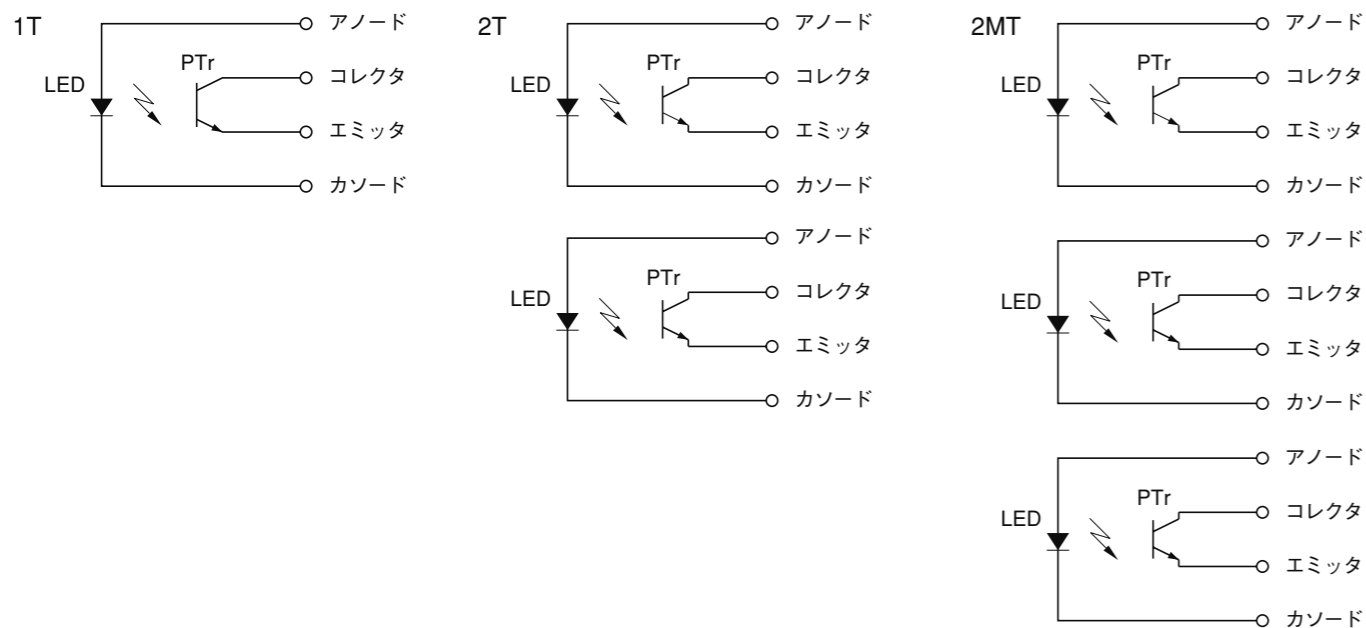 1T
LED
PTr
アノード
コレクタ
エミッタ
カソード
2T
LED
PTr
アノード
コレクタ
エミッタ
カソード
LED
PTr
アノード
コレクタ
エミッタ
カソード
2MT
LED
PTr
アノード
コレクタ
エミッタ
カソード
LED
PTr
アノード
コレクタ
エミッタ
カソード
LED
PTr
アノード
コレクタ
エミッタ
カソード